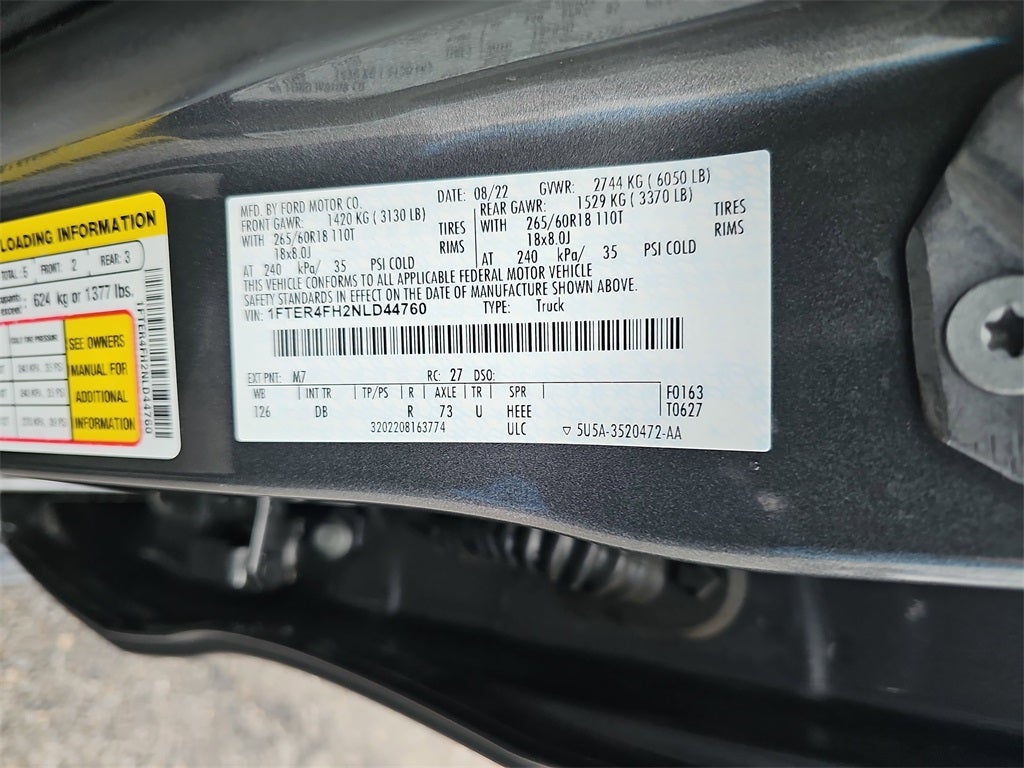 LOADING INFORMATION
TOTAL: 5 FRONT: 2 REAR: 3
624 kg or 1377 lbs.
COLD TIRE PRESSURE
SEE OWNERS
MANUAL FOR
ADDITIONAL
INFORMATION
1FTER4FH2NLD44760
MFD. BY FORD MOTOR CO. DATE: 08/22 GVWR: 2744 KG ( 6050 LB)
FRONT GAWR: 1420 KG ( 3130 LB) REAR GAWR: 1529 KG ( 3370 LB)
WITH 265/60R18 110T TIRES WITH 265/60R18 110T TIRES
18x8.0J RIMS 18x8.0J RIMS
AT 240 kPa/ 35 PSI COLD AT 240 kPa/ 35 PSI COLD
THIS VEHICLE CONFORMS TO ALL APPLICABLE FEDERAL MOTOR VEHICLE
SAFETY STANDARDS IN EFFECT ON THE DATE OF MANUFACTURE SHOWN ABOVE.
VIN: 1FTER4FH2NLD44760 TYPE: Truck
EXT PNT: M7 RC: 27 DSO:
WB INT TR TP/PS R AXLE TR SPR F0163
126 DB R 73 U HEEE T0627
3202208163774 ULC ▽ 5U5A-3520472-AA